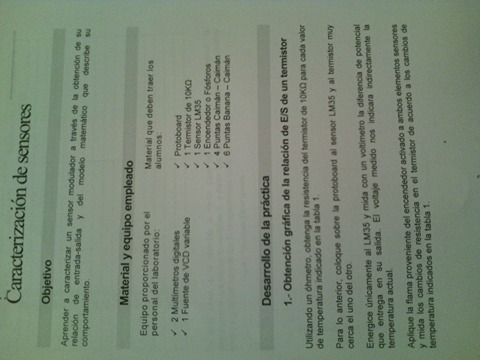 Caracterización de sensores
Objetivo
Aprender a caracterizar un sensor modulador a través de la obtención de su
relación de entrada-salida y del modelo matemático que describe su
comportamiento.
Material y equipo empleado
Equipo proporcionado por el
personal del laboratorio:
✓ 2 Multímetros digitales
✓ 1 Fuente de VCD variable
Material que deben traer los
alumnos:
✓ Protoboard
✓ 1 Termistor de 10KΩ
✓ 1 Sensor LM35
✓ 1 Encendedor o Fósforos
✓ 4 Puntas Caimán – Caimán
✓ 6 Puntas Banana – Caimán
Desarrollo de la práctica
1.- Obtención gráfica de la relación de E/S de un termistor
Utilizando un óhmetro, obtenga la resistencia del termistor de 10KΩ para cada valor
de temperatura indicado en la tabla 1.
Para lo anterior, coloque sobre la protoboard al sensor LM35 y al termistor muy
cerca el uno del otro.
Energice únicamente al LM35 y mida con un voltímetro la diferencia de potencial
que entrega en su salida. El voltaje medido nos indicara indirectamente la
temperatura actual.
Aplique la flama proveniente del encendedor activado a ambos elementos sensores
y mida los cambios de resistencia en el termistor de acuerdo a los cambios de
temperatura indicados en la tabla 1.